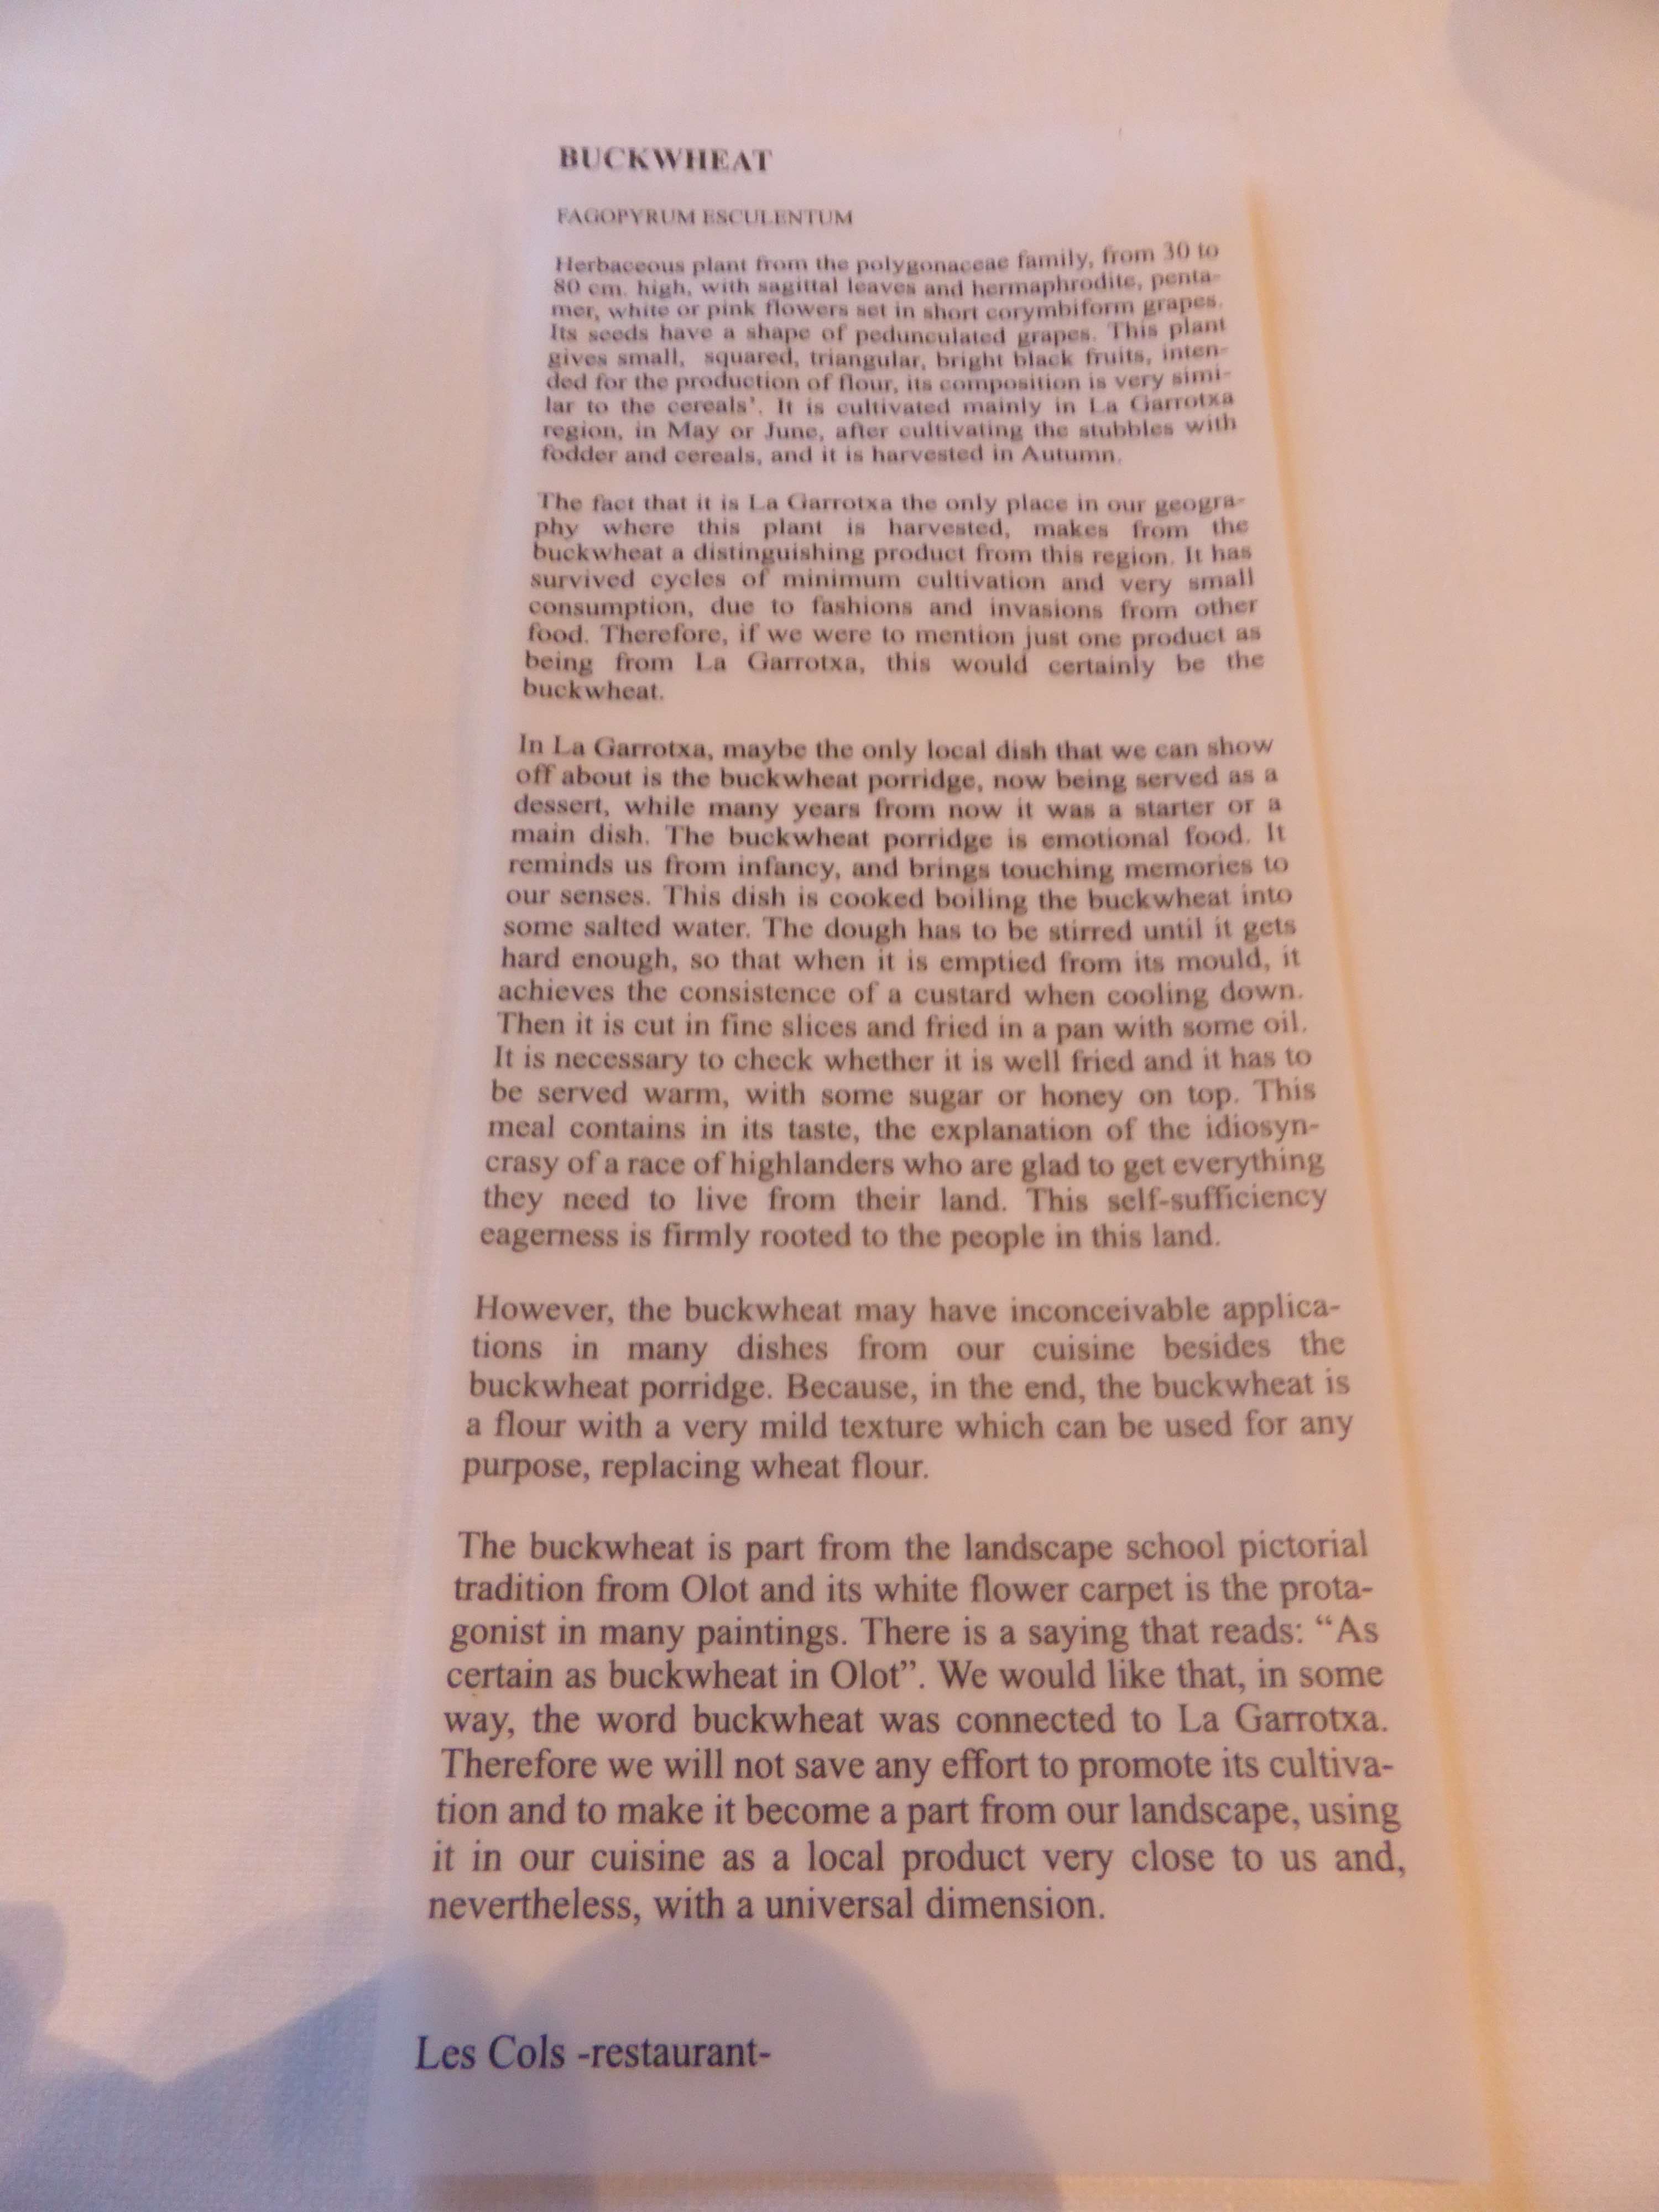 BUCKWHEAT
FAGOPYRUM ESCULENTUM
Herbaceous plant from the polygonaceae family, from 30 to
80 cm. high, with sagittal leaves and hermaphrodite, penta-
mer, white or pink flowers set in short corymbiform grapes.
Its seeds have a shape of pedunculated grapes. This plant
gives small, squared, triangular, bright black fruits, inten-
ded for the production of flour, its composition is very simi-
lar to the cereals'. It is cultivated mainly in La Garrotxa
region, in May or June, after cultivating the stubbles with
fodder and cereals, and it is harvested in Autumn.
The fact that it is La Garrotxa the only place in our geogra-
phy where this plant is harvested, makes from the
buckwheat a distinguishing product from this region. It has
survived cycles of minimum cultivation and very small
consumption, due to fashions and invasions from other
food. Therefore, if we were to mention just one product as
being from La Garrotxa, this would certainly be the
buckwheat.
In La Garrotxa, maybe the only local dish that we can show
off about is the buckwheat porridge, now being served as a
dessert, while many years from now it was a starter or a
main dish. The buckwheat porridge is emotional food. It
reminds us from infancy, and brings touching memories to
our senses. This dish is cooked boiling the buckwheat into
some salted water. The dough has to be stirred until it gets
hard enough, so that when it is emptied from its mould, it
achieves the consistence of a custard when cooling down.
Then it is cut in fine slices and fried in a pan with some oil.
It is necessary to check whether it is well fried and it has to
be served warm, with some sugar or honey on top. This
meal contains in its taste, the explanation of the idiosyn-
crasy of a race of highlanders who are glad to get everything
they need to live from their land. This self-sufficiency
eagerness is firmly rooted to the people in this land.
However, the buckwheat may have inconceivable applica-
tions in many dishes from our cuisine besides the
buckwheat porridge. Because, in the end, the buckwheat is
a flour with a very mild texture which can be used for any
purpose, replacing wheat flour.
The buckwheat is part from the landscape school pictorial
tradition from Olot and its white flower carpet is the prota-
gonist in many paintings. There is a saying that reads: “As
certain as buckwheat in Olot”. We would like that, in some
way, the word buckwheat was connected to La Garrotxa.
Therefore we will not save any effort to promote its cultiva-
tion and to make it become a part from our landscape, using
it in our cuisine as a local product very close to us and,
nevertheless, with a universal dimension.
Les Cols -restaurant-